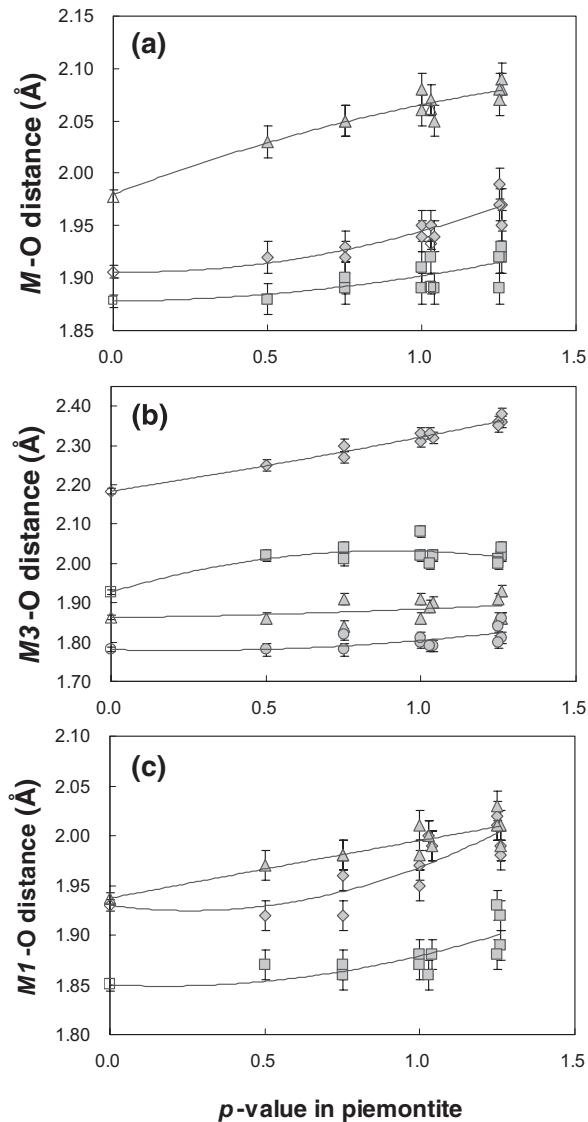 (a)
M-O distance (Å)
2.15
2.10
2.05
2.00
1.95
1.90
1.85
0.0 0.5 1.0 1.5
(b)
M3-O distance (Å)
2.40
2.30
2.20
2.10
2.00
1.90
1.80
1.70
0.0 0.5 1.0 1.5
(c)
M1-O distance (Å)
2.10
2.05
2.00
1.95
1.90
1.85
1.80
0.0 0.5 1.0 1.5
p-value in piemontite